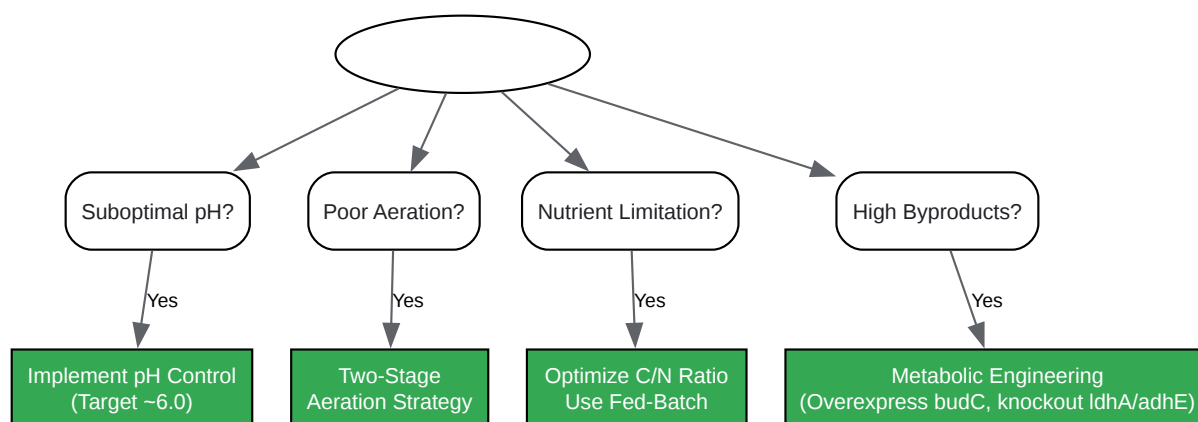 Suboptimal pH?
Poor Aeration?
Nutrient Limitation?
High Byproducts?
Yes
Yes
Yes
Yes
Implement pH Control
(Target ~6.0)
Two-Stage
Aeration Strategy
Optimize C/N Ratio
Use Fed-Batch
Metabolic Engineering
(Overexpress budC, knockout ldhA/adhE)